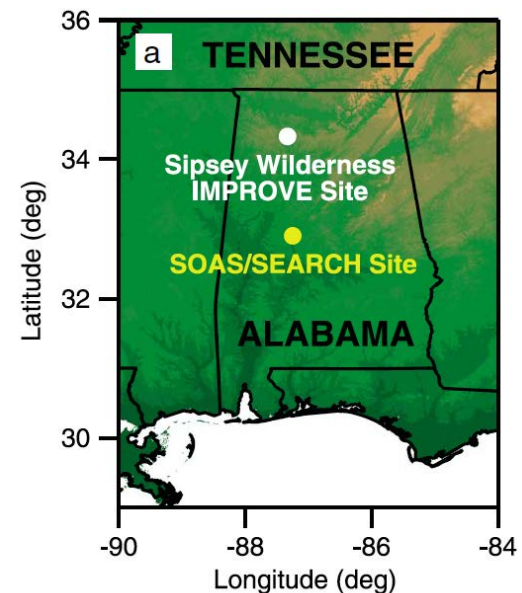 a
TENNESSEE
Sipsey Wilderness
IMPROVE Site
SOAS/SEARCH Site
ALABAMA
36
34
32
30
Latitude (deg)
-90
-88
-86
-84
Longitude (deg)